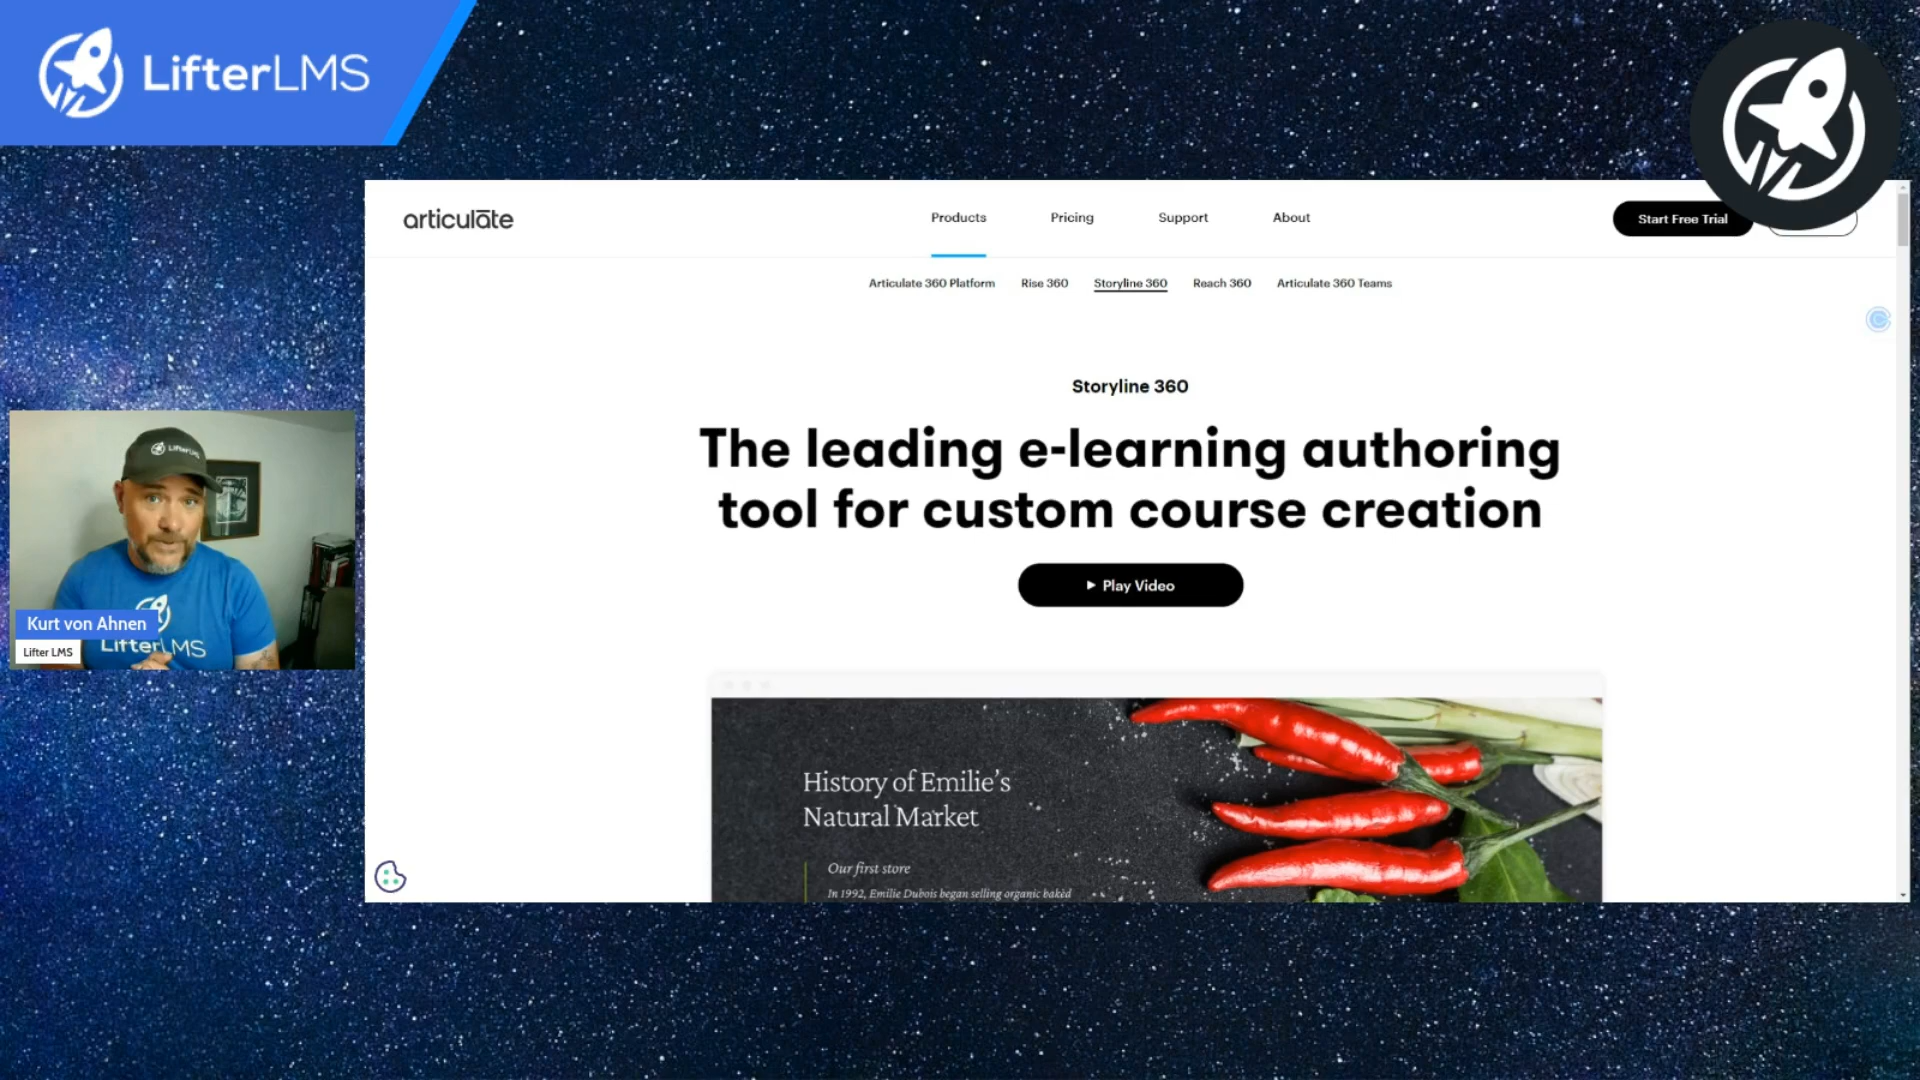 LifterLMS
articulāte
Products
Pricing
Support
About
Start Free Trial
Articulate 360 Platform
Rise 360
Storyline 360
Reach 360
Articulate 360 Teams
Storyline 360
The leading e-learning authoring
tool for custom course creation
Play Video
History of Emilie's
Natural Market
Our first store
In 1992, Emilie Dubois began selling organic baked
LifterLMS
Kurt von Ahnen
LifterLMS
Lifter LMS